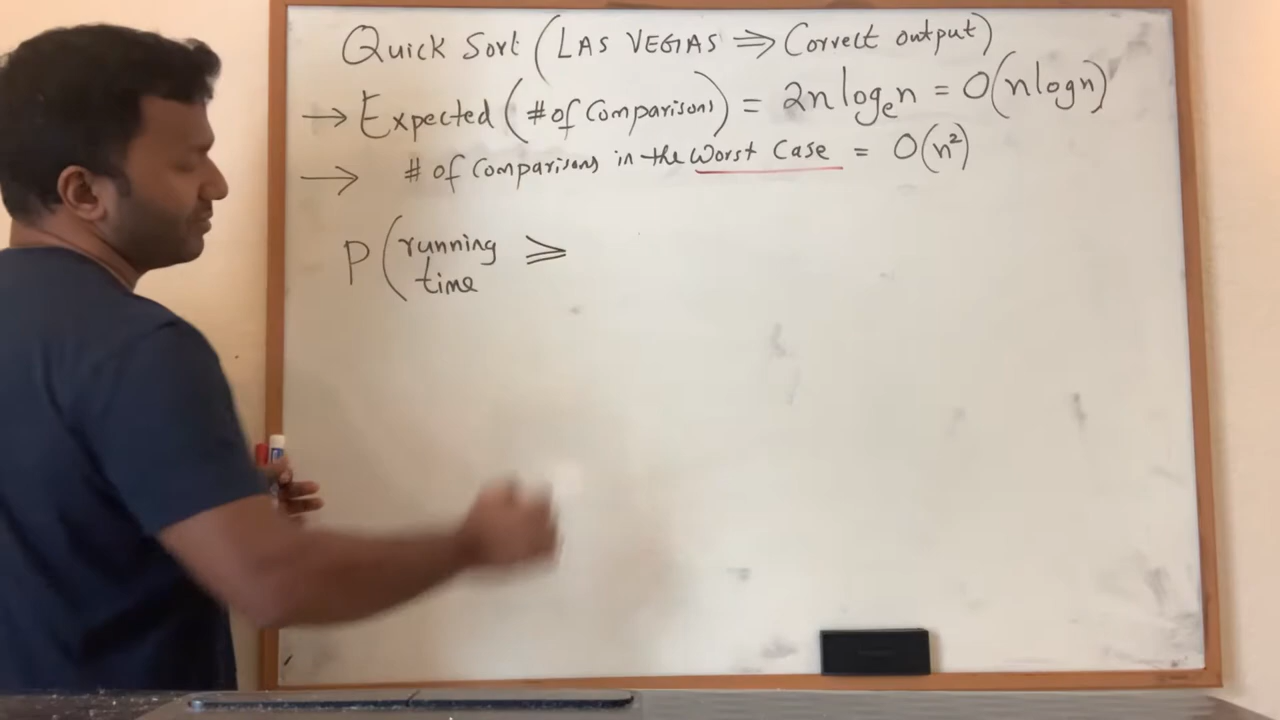 Quick Sort (LAS VEGAS ⇒ Correct output)
→ Expected (# of Comparisons) = 2n logₑn = O(n log n)
→ # of Comparisons in the Worst Case = O(n²)
P (running time ≥